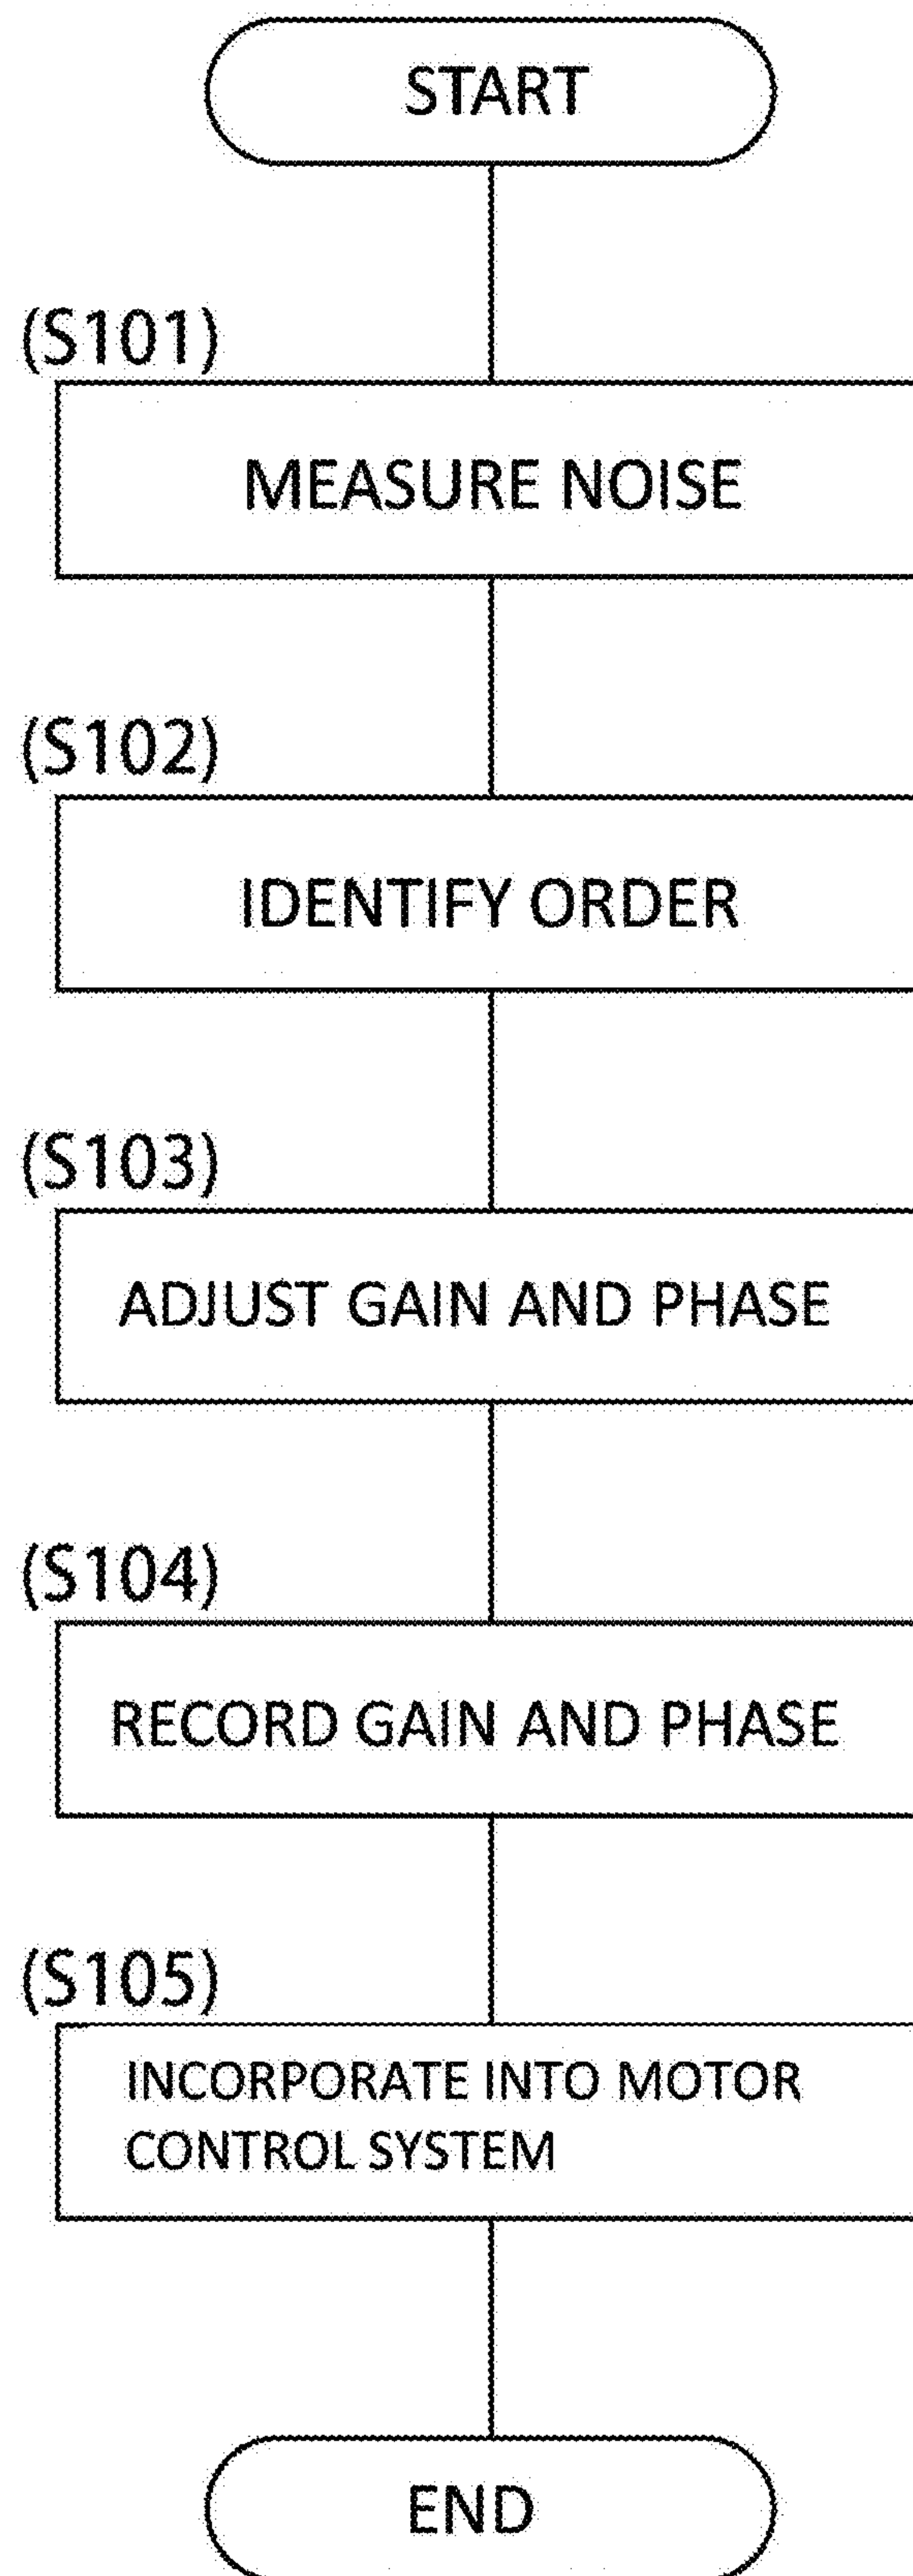 START
(S101)
MEASURE NOISE
(S102)
IDENTIFY ORDER
(S103)
ADJUST GAIN AND PHASE
(S104)
RECORD GAIN AND PHASE
(S105)
INCORPORATE INTO MOTOR
CONTROL SYSTEM
END